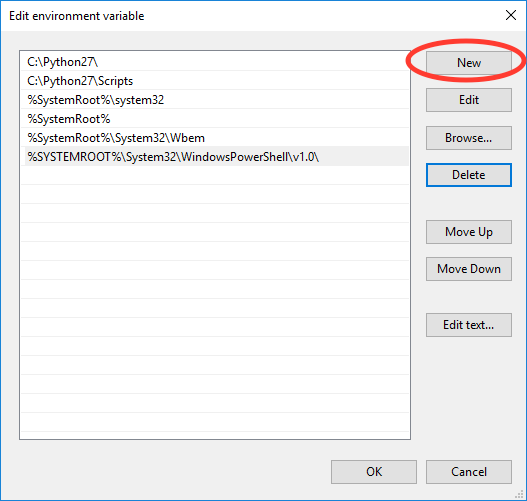 Edit environment variable
C:\Python27\
C:\Python27\Scripts
%SystemRoot%\system32
%SystemRoot%
%SystemRoot%\System32\Wbem
%SYSTEMROOT%\System32\WindowsPowerShell\v1.0\
New
Edit
Browse...
Delete
Move Up
Move Down
Edit text...
OK
Cancel